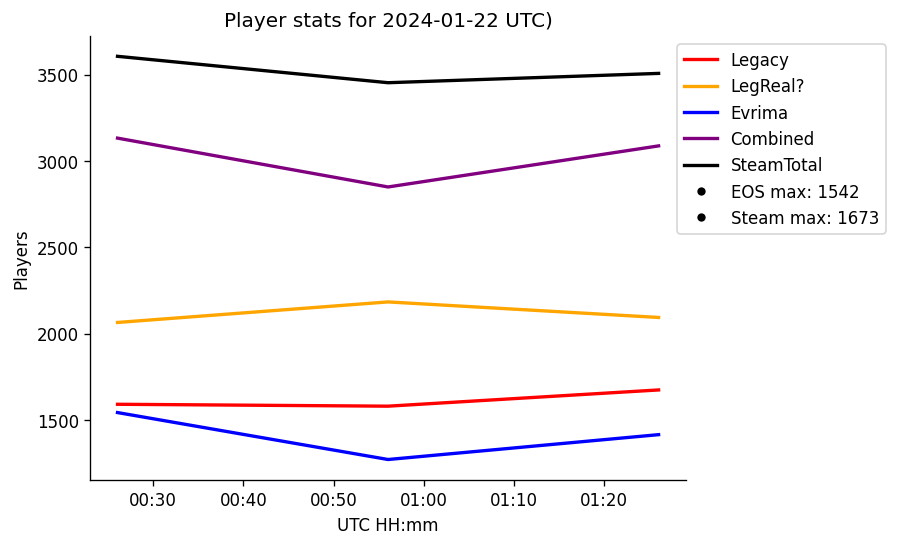 Player stats for 2024-01-22 UTC)
Legacy
LegReal?
Evrima
Combined
SteamTotal
EOS max: 1542
Steam max: 1673
Players
3500
3000
2500
2000
1500
00:30 00:40 00:50 01:00 01:10 01:20
UTC HH:mm